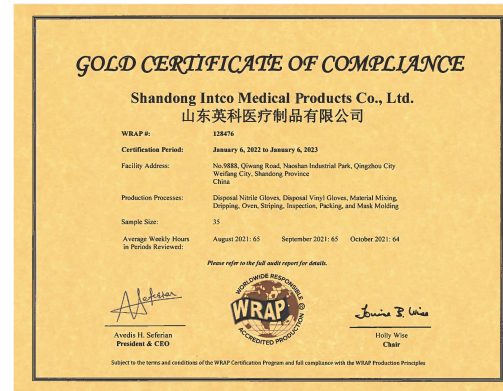 GOLD CERTIFICATE OF COMPLIANCE
Shandong Intco Medical Products Co., Ltd.
山东英科医疗制品有限公司
WRAP #: 128476
Certification Period: January 6, 2022 to January 6, 2023
Facility Address: No.9888, Qiwang Road, Naoshan Industrial Park, Qingzhou City
Weifang City, Shandong Province
China
Production Processes: Disposal Nitrile Gloves, Disposal Vinyl Gloves, Material Mixing,
Dripping, Oven, Striping, Inspection, Packing, and Mask Molding
Sample Size: 35
Average Weekly Hours August 2021: 65 September 2021: 65 October 2021: 64
in Periods Reviewed:
Please refer to the full audit report for details.
WORLDWIDE RESPONSIBLE
WRAP
ACCREDITED PRODUCTION
Avedis H. Seferian
President & CEO
Holly Wise
Chair
Subject to the terms and conditions of the WRAP Certification Program and full compliance with the WRAP Production Principles